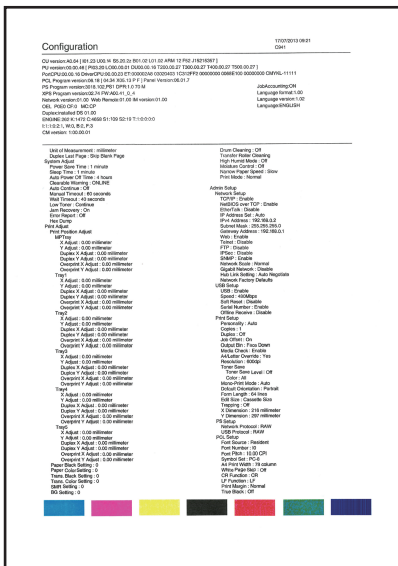 Configuration
17/07/2013 09:21
C941
CU version:A0.64 [ I01.23 U00.
PU version:00.00.46 [
PCL Program version:06.18 [
Panel Version:06.01.7
PS Program version:3018.102,PS1 DPR:1.0 70 M
JobAccounting:ON
XPS Program version:02.74 FW:A00.41_0_4
Language format:1.00
Network version:01.00 Web Remote:01.00 IM version:01.00
Language version:1.02
OEL P0E0 CF:0 MC:CP
Language:ENGLISH
Duplex:installed DS 01.00
CM version: 1:00.00.01
Unit of Measurement : millimeter
Duplex Last Page : Skip Blank Page
System Adjust
Power Save Time : 1 minute
Sleep Time : 1 minute
Auto Power Off Time : 4 hours
Clearable Warning : ONLINE
Auto Continue : Off
Manual Timeout : 60 seconds
Wait Timeout : 40 seconds
Low Toner : Continue
Jam Recovery : On
Error Report : Off
Hex Dump
Print Adjust
Print Position Adjust
MPTray
X Adjust : 0.00 millimeter
Y Adjust : 0.00 millimeter
Duplex X Adjust : 0.00 millimeter
Duplex Y Adjust : 0.00 millimeter
Overprint X Adjust : 0.00 millimeter
Overprint Y Adjust : 0.00 millimeter
Tray1
X Adjust : 0.00 millimeter
Y Adjust : 0.00 millimeter
Duplex X Adjust : 0.00 millimeter
Duplex Y Adjust : 0.00 millimeter
Overprint X Adjust : 0.00 millimeter
Overprint Y Adjust : 0.00 millimeter
Tray2
X Adjust : 0.00 millimeter
Y Adjust : 0.00 millimeter
Duplex X Adjust : 0.00 millimeter
Duplex Y Adjust : 0.00 millimeter
Overprint X Adjust : 0.00 millimeter
Overprint Y Adjust : 0.00 millimeter
Tray3
X Adjust : 0.00 millimeter
Y Adjust : 0.00 millimeter
Duplex X Adjust : 0.00 millimeter
Duplex Y Adjust : 0.00 millimeter
Overprint X Adjust : 0.00 millimeter
Overprint Y Adjust : 0.00 millimeter
Tray4
X Adjust : 0.00 millimeter
Y Adjust : 0.00 millimeter
Duplex X Adjust : 0.00 millimeter
Duplex Y Adjust : 0.00 millimeter
Overprint X Adjust : 0.00 millimeter
Overprint Y Adjust : 0.00 millimeter
Tray5
X Adjust : 0.00 millimeter
Y Adjust : 0.00 millimeter
Duplex X Adjust : 0.00 millimeter
Duplex Y Adjust : 0.00 millimeter
Overprint X Adjust : 0.00 millimeter
Overprint Y Adjust : 0.00 millimeter
Paper Black Setting : 0
Paper Color Setting : 0
Trans. Black Setting : 0
Trans. Color Setting : 0
SMR Setting : 0
BG Setting : 0
Drum Cleaning : Off
Transfer Roller Cleaning
High Humid Mode : Off
Moisture Control : Off
Narrow Paper Speed : Slow
Print Mode : Normal
Admin Setup
Network Setup
TCP/IP : Enable
NetBIOS over TCP : Enable
EtherTalk : Disable
IP Address Set : Auto
IPv4 Address : 192.168.0.2
Subnet Mask : 255.255.255.0
Gateway Address : 192.168.0.1
Web : Enable
Telnet : Disable
FTP : Disable
IPSec : Disable
SNMP : Enable
Network Scale : Normal
Gigabit Network : Disable
Hub Link Setting : Auto Negotiate
Network Factory Defaults
USB Setup
USB : Enable
Speed : 480Mbps
Soft Reset : Disable
Serial Number : Enable
Offline Receive : Disable
Print Setup
Personality : Auto
Copies : 1
Duplex : Off
Job Offset : On
Output Bin : Face Down
Media Check : Enable
A4/Letter Override : Yes
Resolution : 600dpi
Toner Save
Toner Save Level : Off
Color : All
Mono-Print Mode : Auto
Default Orientation : Portrait
Form Length : 64 lines
Edit Size : Cassette Size
Trapping : Off
X Dimension : 216 millimeter
Y Dimension : 297 millimeter
PS Setup
Network Protocol : RAW
USB Protocol : RAW
PCL Setup
Font Source : Resident
Font Number : I0
Font Pitch : 10.00 CPI
Symbol Set : PC-8
A4 Print Width : 78 column
White Page Skip : Off
CR Function : CR
LF Function : LF
Print Margin : Normal
True Black : Off